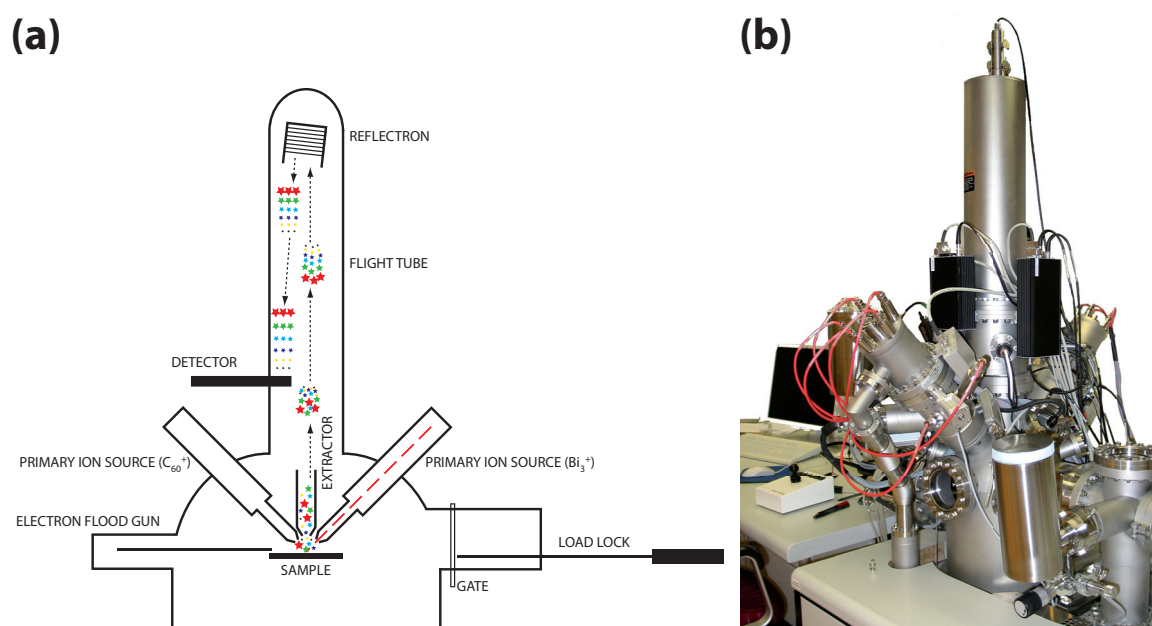 (a)
(b)
REFLECTRON
FLIGHT TUBE
DETECTOR
EXTRACTOR
PRIMARY ION SOURCE (C₆₀⁺)
PRIMARY ION SOURCE (Bi₃⁺)
ELECTRON FLOOD GUN
LOAD LOCK
SAMPLE
GATE